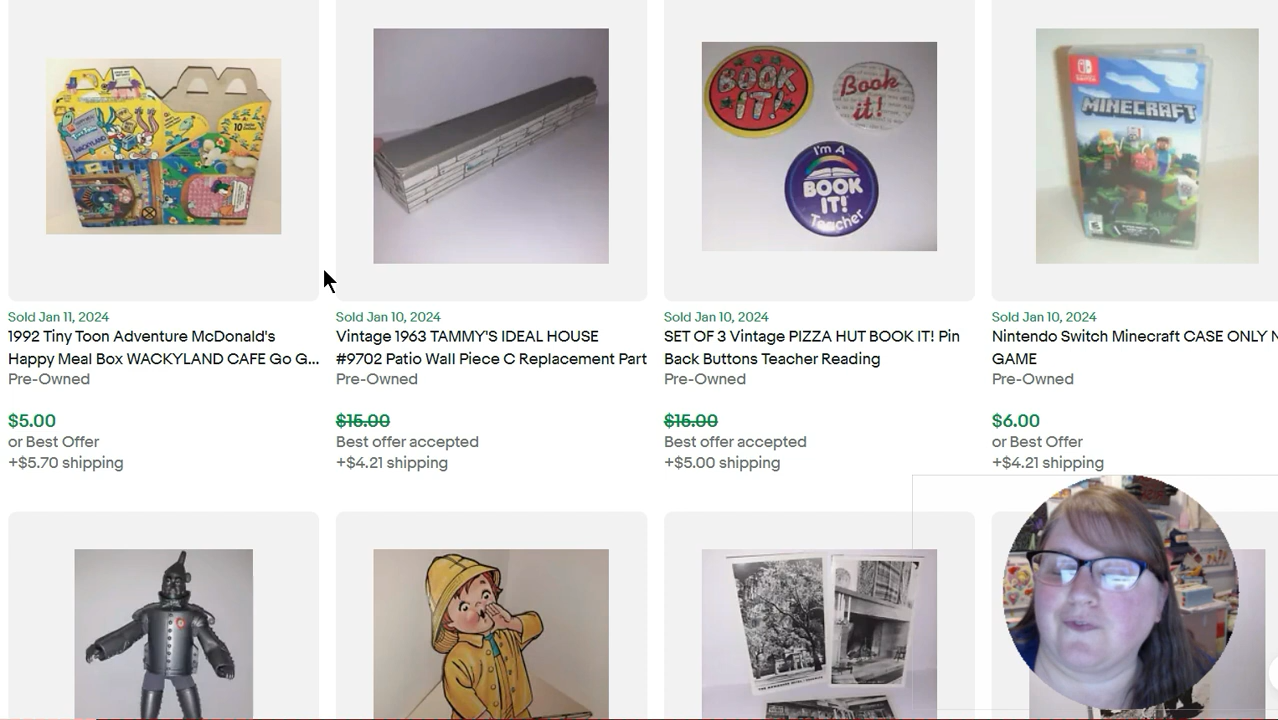 10
BOOK
IT!
Book
it!
I'm A
BOOK
IT!
Teacher
MINECRAFT
Sold Jan 11, 2024
1992 Tiny Toon Adventure McDonald's
Happy Meal Box WACKYLAND CAFE Go G...
Pre-Owned
$5.00
or Best Offer
+$5.70 shipping
Sold Jan 10, 2024
Vintage 1963 TAMMY'S IDEAL HOUSE
#9702 Patio Wall Piece C Replacement Part
Pre-Owned
$15.00
Best offer accepted
+$4.21 shipping
Sold Jan 10, 2024
SET OF 3 Vintage PIZZA HUT BOOK IT! Pin
Back Buttons Teacher Reading
Pre-Owned
$15.00
Best offer accepted
+$5.00 shipping
Sold Jan 10, 2024
Nintendo Switch Minecraft CASE ONLY N
GAME
Pre-Owned
$6.00
or Best Offer
+$4.21 shipping